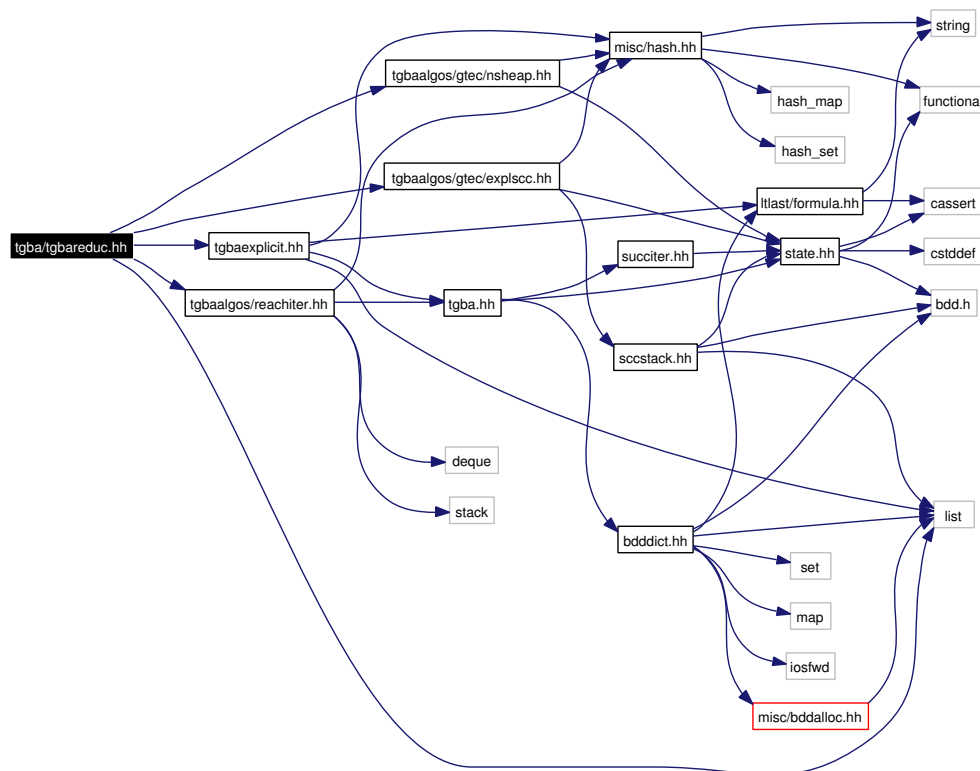 string
misc/hash.hh
tgbaalgos/gtec/nsheap.hh
hash_map
functiona
hash_set
tgbaalgos/gtec/explscc.hh
ltlast/formula.hh
cassert
tgba/tgbareduc.hh
tgbaexplicit.hh
succiter.hh
state.hh
cstddef
tgbaalgos/reachiter.hh
tgba.hh
bdd.h
sccstack.hh
deque
stack
list
bdddict.hh
set
map
iosfwd
misc/bddalloc.hh